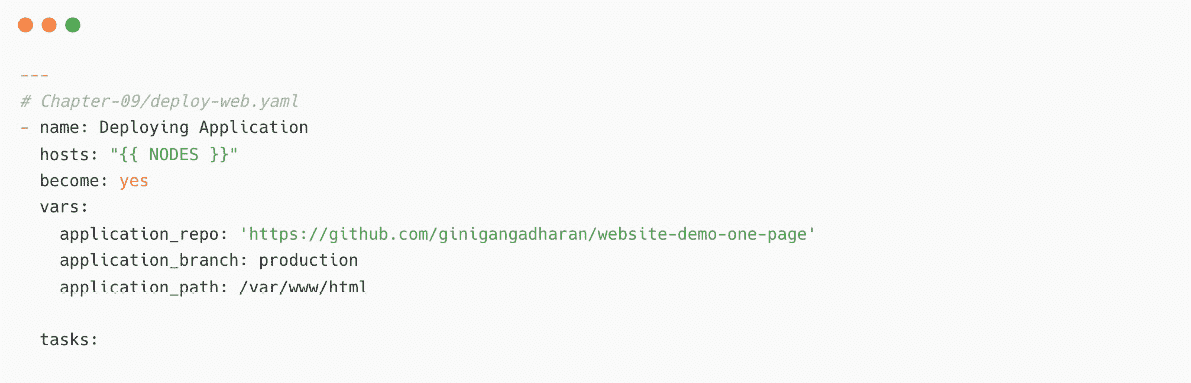 ---
# Chapter-09/deploy-web.yaml
- name: Deploying Application
  hosts: "{{ NODES }}"
  become: yes
  vars:
    application_repo: 'https://github.com/ginigangadharan/website-demo-one-page'
    application_branch: production
    application_path: /var/www/html
  tasks: